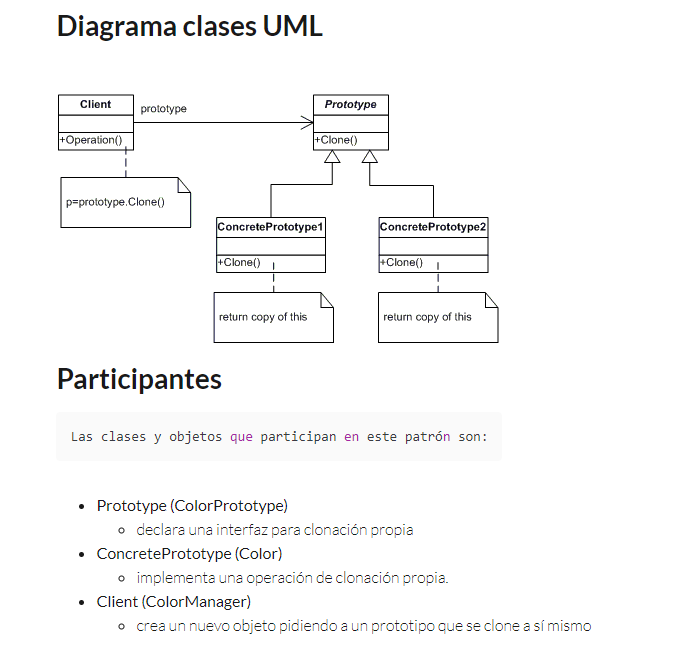 Diagrama clases UML
Client
prototype
Prototype
+Operation()
+Clone()
p=prototype.Clone()
ConcretePrototype1
ConcretePrototype2
+Clone()
+Clone()
return copy of this
return copy of this
Participantes
Las clases y objetos que participan en este patrón son:
Prototype (ColorPrototype)
declara una interfaz para clonación propia
ConcretePrototype (Color)
implementa una operación de clonación propia.
Client (ColorManager)
crea un nuevo objeto pidiendo a un prototipo que se clone a sí mismo